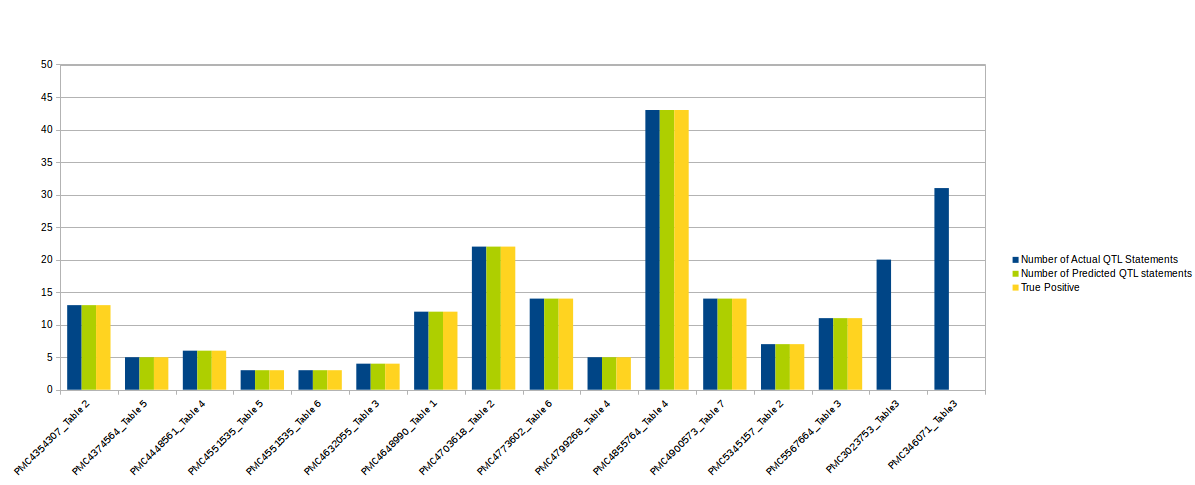 50
45
40
35
30
25
20
15
10
5
0
PMC4354307_Table 2
PMC4374564_Table 5
PMC4448561_Table 4
PMC4551535_Table 5
PMC4551535_Table 6
PMC4632055_Table 3
PMC4648990_Table 1
PMC4703618_Table 2
PMC4773602_Table 6
PMC4799268_Table 4
PMC4855764_Table 4
PMC4900573_Table 7
PMC5345157_Table 2
PMC5567664_Table 3
PMC3023753_Table3
PMC346071_Table3
Number of Actual QTL Statements
Number of Predicted QTL statements
True Positive